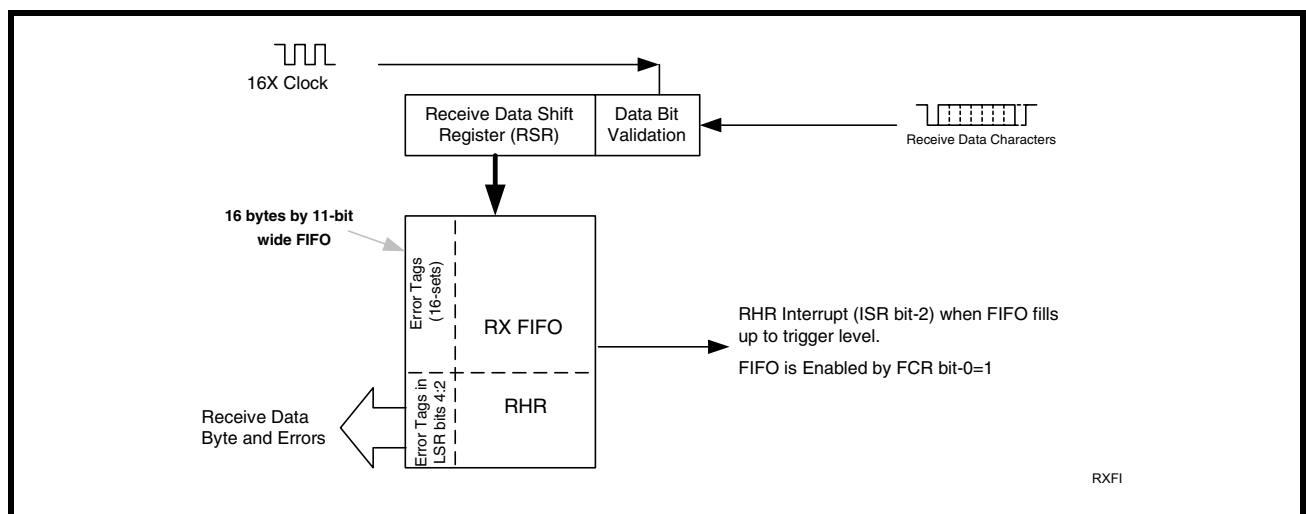 16X Clock
Receive Data Shift
Register (RSR)
Data Bit
Validation
Receive Data Characters
16 bytes by 11-bit
wide FIFO
Error Tags
(16-sets)
RX FIFO
RHR Interrupt (ISR bit-2) when FIFO fills
up to trigger level.
FIFO is Enabled by FCR bit-0=1
Error Tags in
LSR bits 4:2
RHR
Receive Data
Byte and Errors
RXFI